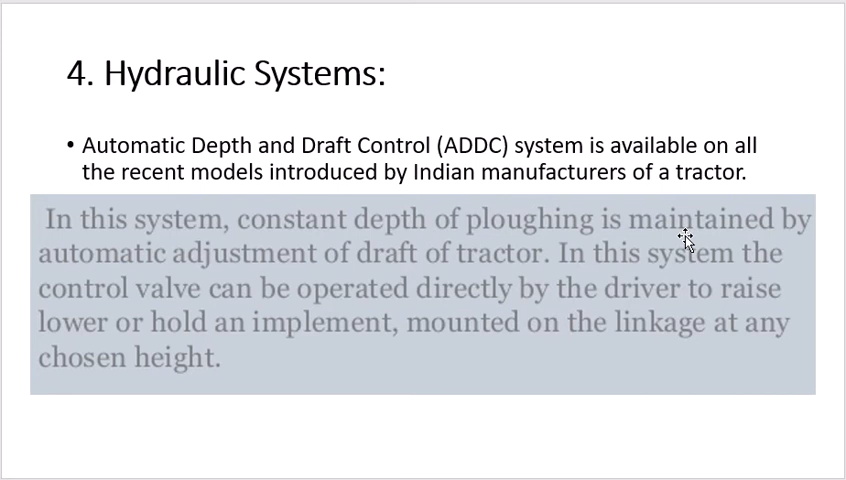 4. Hydraulic Systems:
• Automatic Depth and Draft Control (ADDC) system is available on all
the recent models introduced by Indian manufacturers of a tractor.
In this system, constant depth of ploughing is maintained by
automatic adjustment of draft of tractor. In this system the
control valve can be operated directly by the driver to raise
lower or hold an implement, mounted on the linkage at any
chosen height.